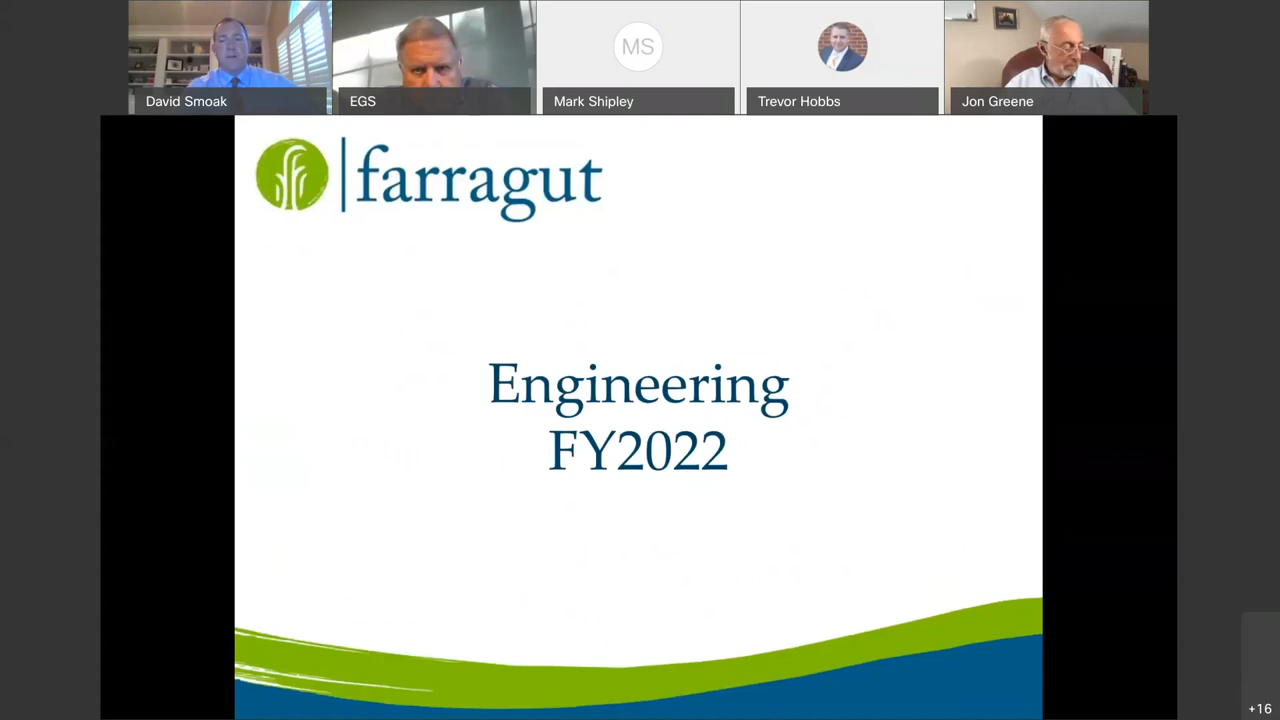 David Smoak
EGS
MS
Mark Shipley
Trevor Hobbs
Jon Greene
farragut
Engineering
FY2022
+16